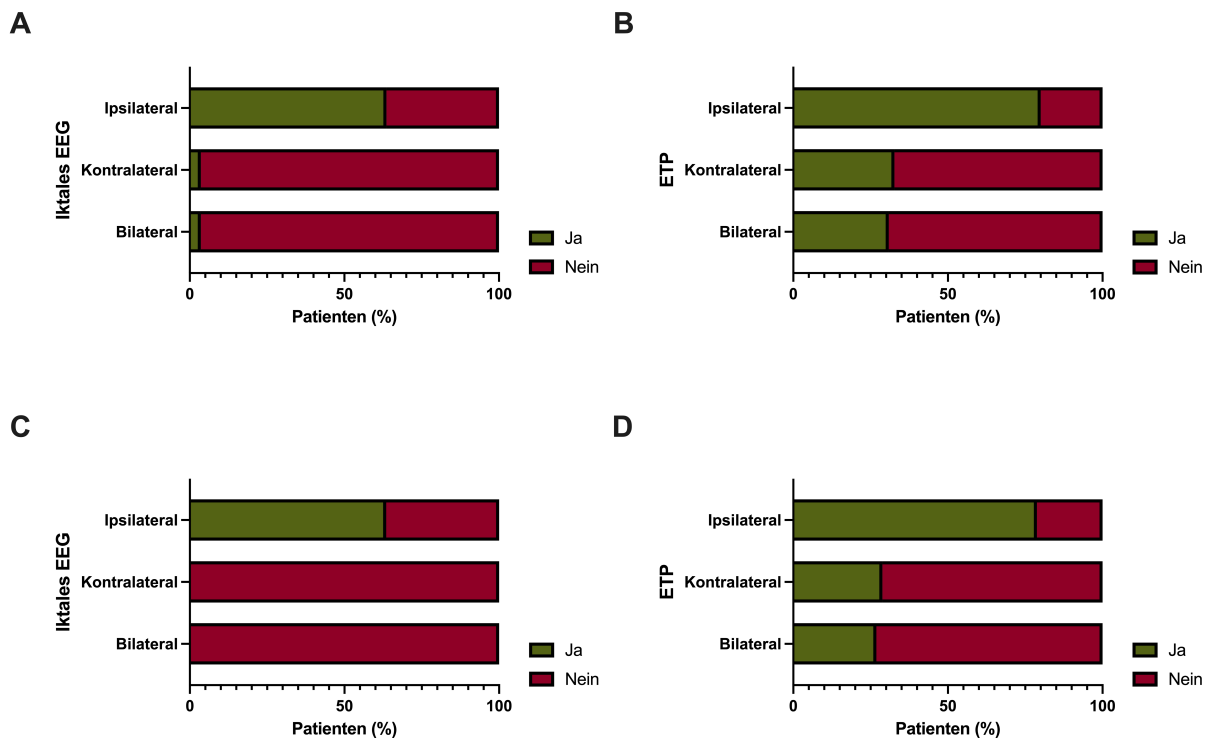 A
Iktales EEG
Ipsilateral
Kontralateral
Bilateral
Ja
Nein
0 50 100
Patienten (%)
B
ETP
Ipsilateral
Kontralateral
Bilateral
Ja
Nein
0 50 100
Patienten (%)
C
Iktales EEG
Ipsilateral
Kontralateral
Bilateral
Ja
Nein
0 50 100
Patienten (%)
D
ETP
Ipsilateral
Kontralateral
Bilateral
Ja
Nein
0 50 100
Patienten (%)